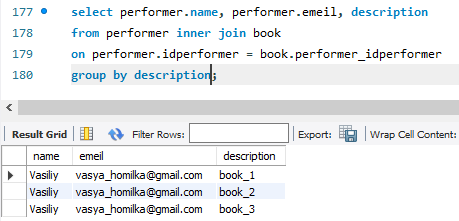 177 select performer.name, performer.emeil, description
178 from performer inner join book
179 on performer.idperformer = book.performer_idperformer
180 group by description;
Result Grid Filter Rows: Export: Wrap Cell Content:
name emeil description
Vasiliy vasya_homilka@gmail.com book_1
Vasiliy vasya_homilka@gmail.com book_2
Vasiliy vasya_homilka@gmail.com book_3